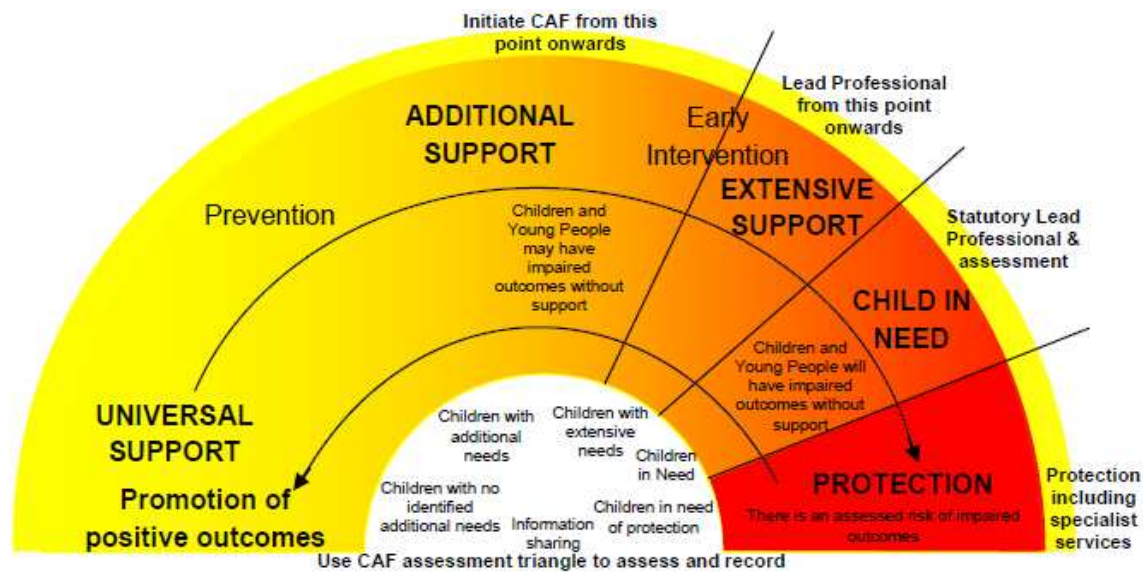 Initiate CAF from this
point onwards
Lead Professional
from this point
onwards
ADDITIONAL
SUPPORT
Early
Intervention
EXTENSIVE
SUPPORT
Prevention
Children and
Young People
may have
impaired
outcomes without
support
Statutory Lead
Professional &
assessment
CHILD IN
NEED
Children and
Young People will
have impaired
outcomes without
support
UNIVERSAL
SUPPORT
Promotion of
positive outcomes
Children with
additional
needs
Children with
extensive
needs
Children
in Need
Children with no
identified
additional needs
Information
sharing
Children in need
of protection
PROTECTION
There is an assessed risk of impaired
outcomes
Protection
including
specialist
services
Use CAF assessment triangle to assess and record